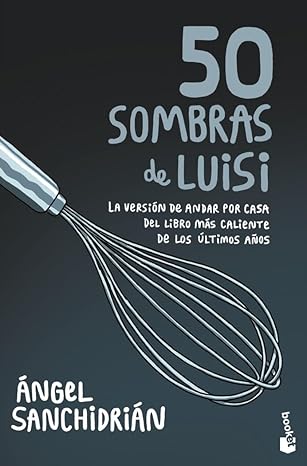 50
SOMBRAS
de LUISI
LA VERSIÓN DE ANDAR POR CASA
DEL LIBRO MÁS CALIENTE
DE LOS ÚLTIMOS AÑOS
ÁNGEL
SANCHIDRIÁN
booket